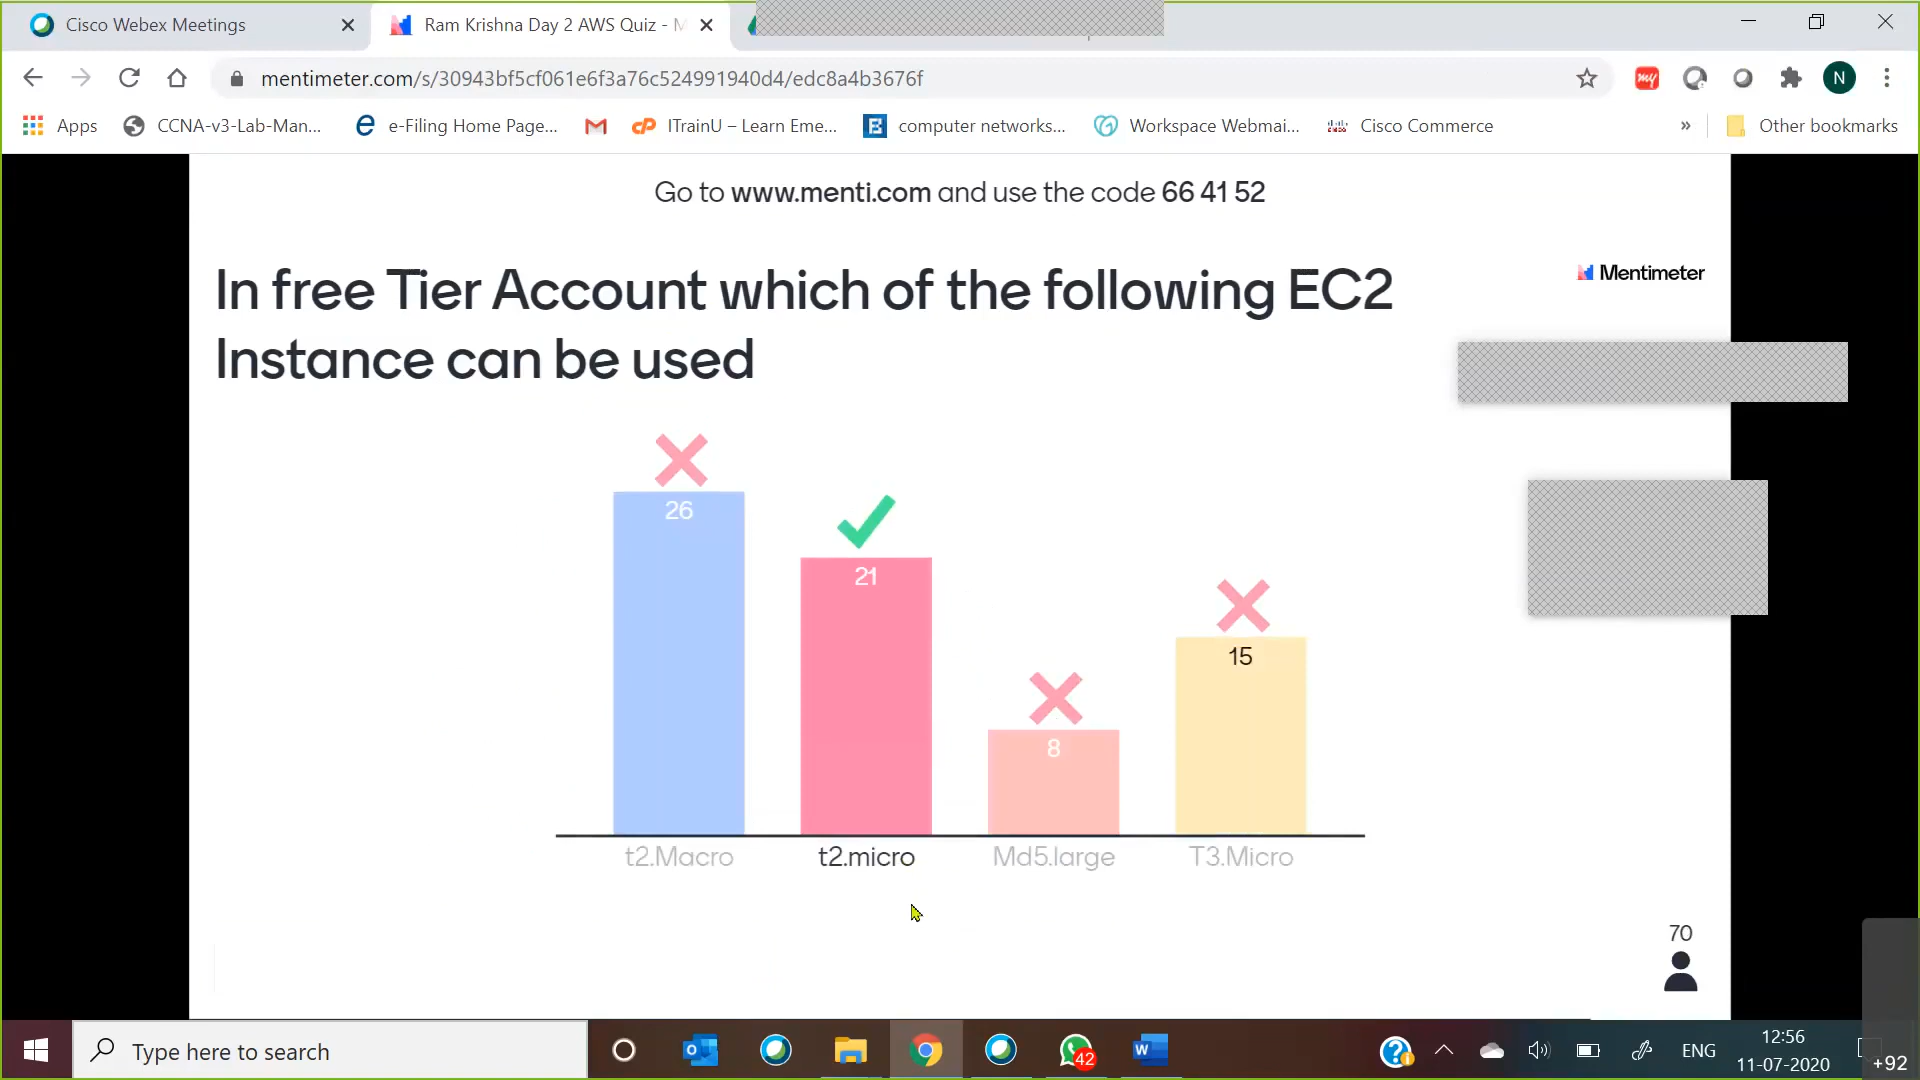 Cisco Webex Meetings
Ram Krishna Day 2 AWS Quiz - M
mentimeter.com/s/30943bf5cf061e6f3a76c524991940d4/edc8a4b3676f
my
N
Apps
CCNA-v3-Lab-Man...
e-Filing Home Page...
ITrainU – Learn Eme...
computer networks...
Workspace Webmai...
Cisco Commerce
»
Other bookmarks
Go to www.menti.com and use the code 66 41 52
In free Tier Account which of the following EC2
Instance can be used
Mentimeter
26
21
8
15
t2.Macro
t2.micro
Md5.large
T3.Micro
70
Type here to search
42
ENG
12:56
11-07-2020
+92